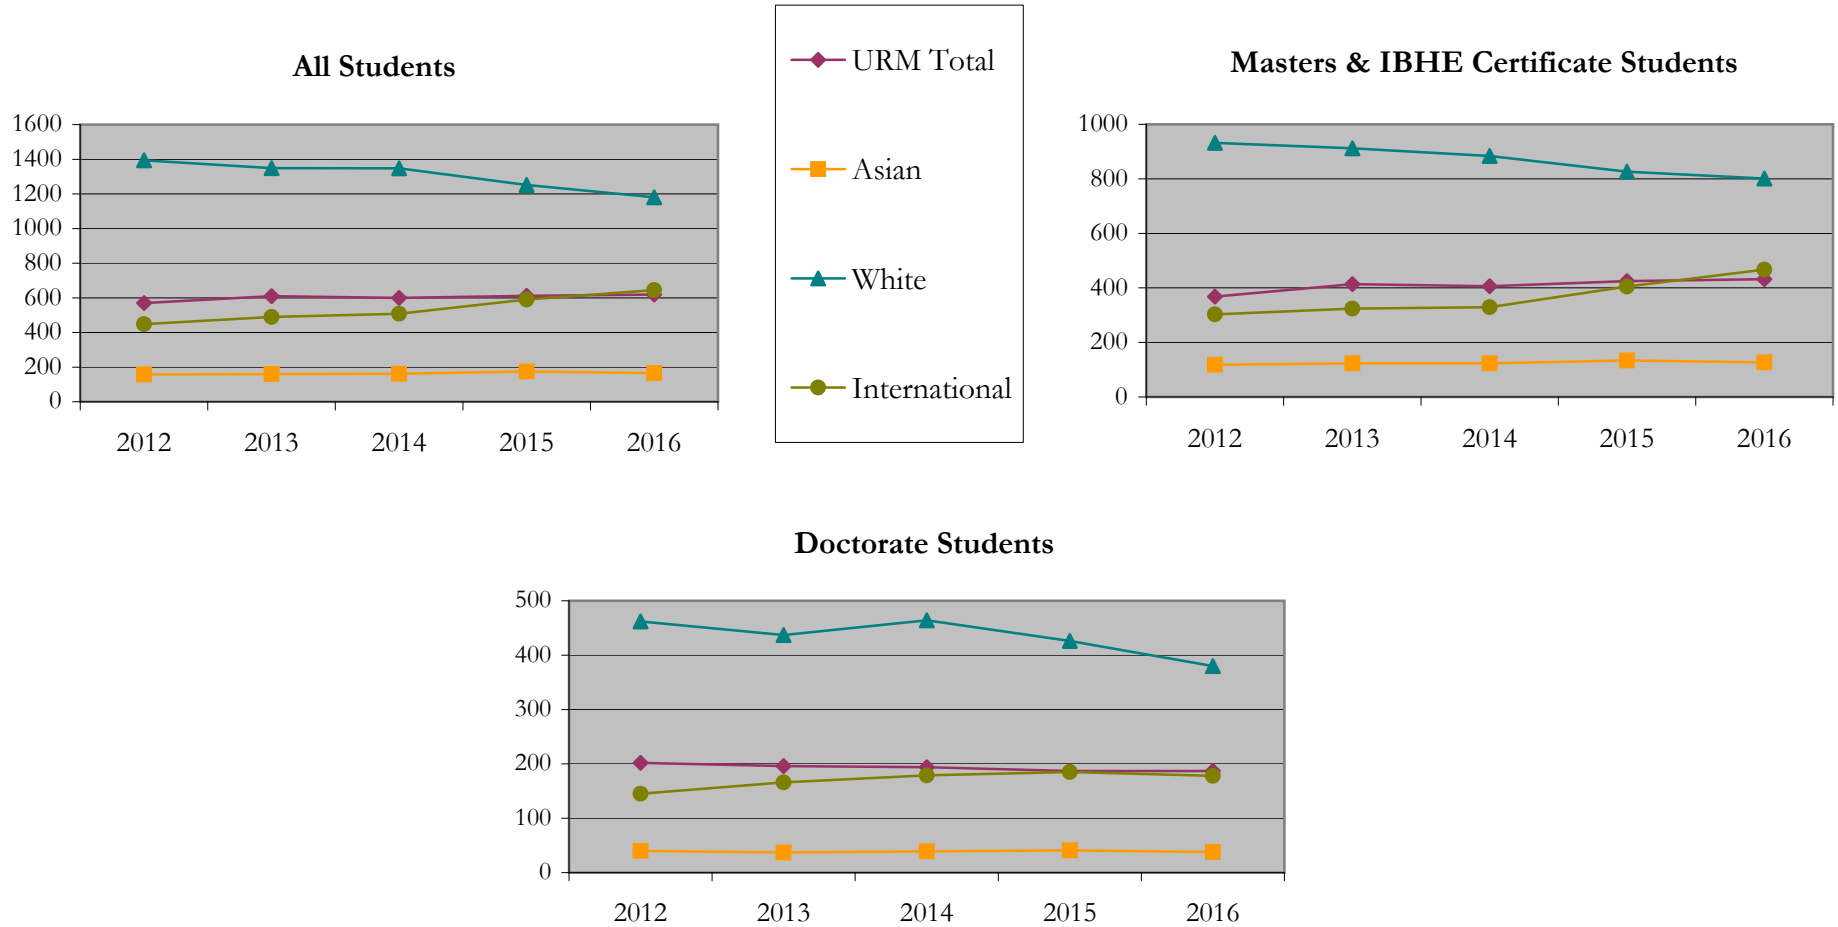 All Students
1600
1400
1200
1000
800
600
400
200
0
2012 2013 2014 2015 2016
URM Total
Asian
White
International
Masters & IBHE Certificate Students
1000
800
600
400
200
0
2012 2013 2014 2015 2016
Doctorate Students
500
400
300
200
100
0
2012 2013 2014 2015 2016